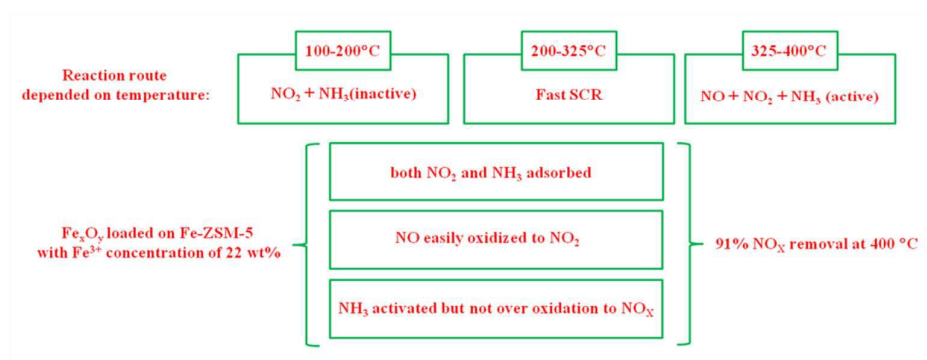 100-200°C
200-325°C
325-400°C
Reaction route
depended on temperature:
NO₂ + NH₃(inactive)
Fast SCR
NO + NO₂ + NH₃ (active)
both NO₂ and NH₃ adsorbed
FeₓOᵧ loaded on Fe-ZSM-5
with Fe³⁺ concentration of 22 wt%
NO easily oxidized to NO₂
91% NOₓ removal at 400 °C
NH₃ activated but not over oxidation to NOₓ